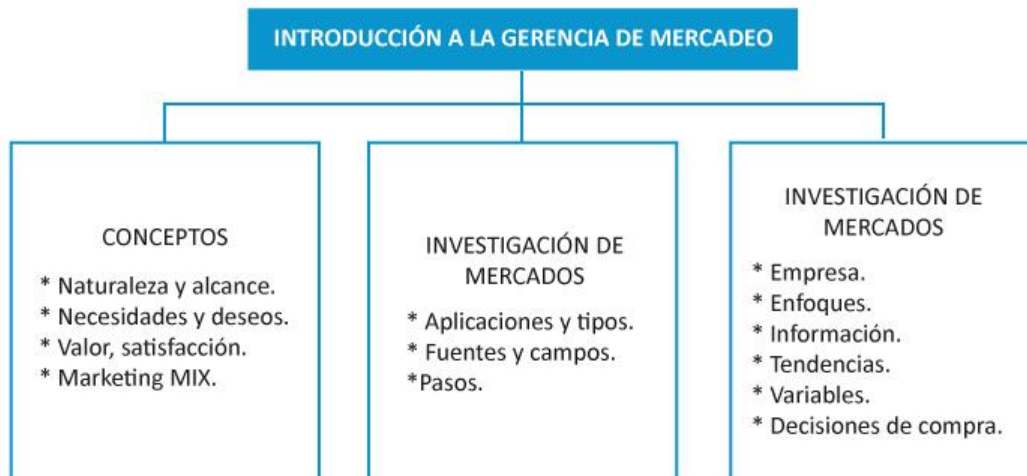 INTRODUCCIÓN A LA GERENCIA DE MERCADEO
CONCEPTOS
* Naturaleza y alcance.
* Necesidades y deseos.
* Valor, satisfacción.
* Marketing MIX.
INVESTIGACIÓN DE
MERCADOS
* Aplicaciones y tipos.
* Fuentes y campos.
*Pasos.
INVESTIGACIÓN DE
MERCADOS
* Empresa.
* Enfoques.
* Información.
* Tendencias.
* Variables.
* Decisiones de compra.